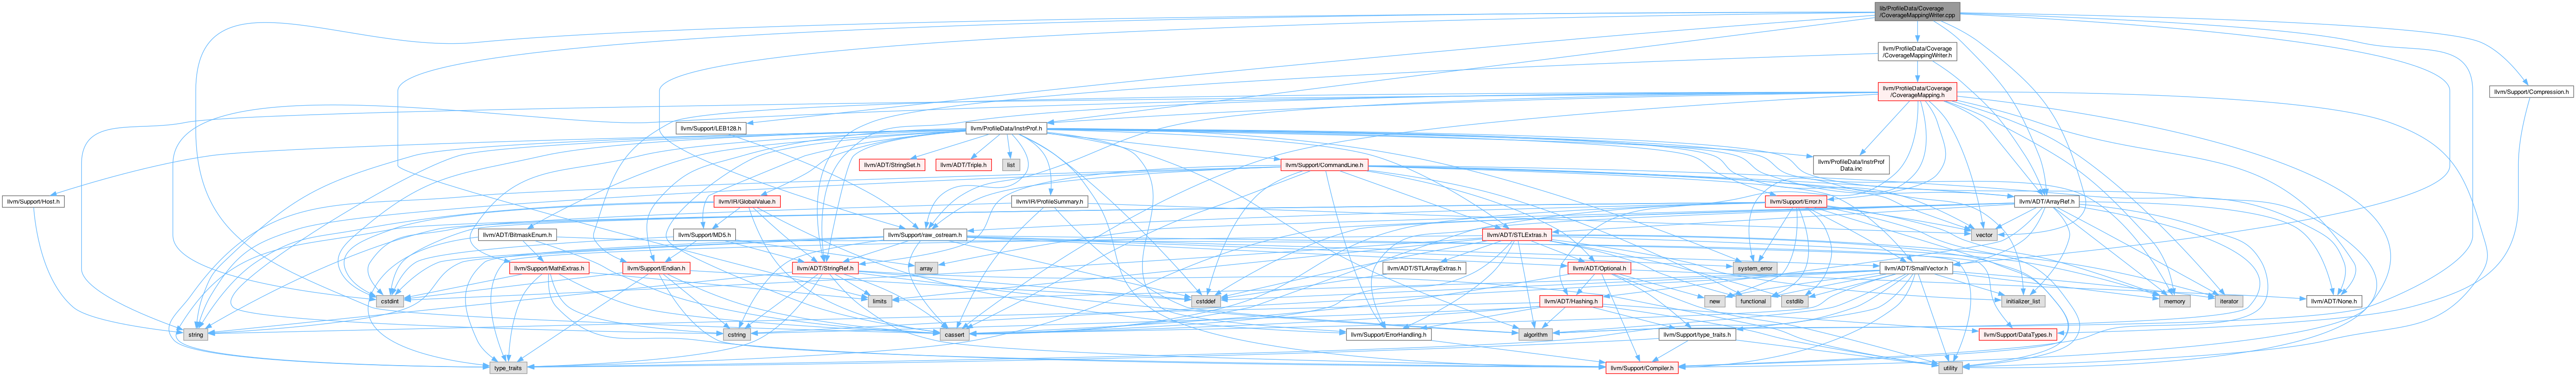 lib/ProfileData/Coverage
/CoverageMappingWriter.cpp
llvm/ProfileData/Coverage
/CoverageMappingWriter.h
llvm/ProfileData/Coverage
/CoverageMapping.h
llvm/Support/Compression.h
llvm/Support/LEB128.h
llvm/ProfileData/InstrProf.h
llvm/ADT/StringSet.h
llvm/ADT/Triple.h
list
llvm/Support/CommandLine.h
llvm/ProfileData/InstrProf
Data.inc
llvm/Support/Host.h
llvm/IR/GlobalValue.h
llvm/IR/ProfileSummary.h
llvm/Support/Error.h
llvm/ADT/ArrayRef.h
llvm/ADT/BitmaskEnum.h
llvm/Support/MD5.h
llvm/Support/raw_ostream.h
llvm/ADT/STLExtras.h
vector
llvm/Support/MathExtras.h
llvm/Support/Endian.h
llvm/ADT/StringRef.h
array
llvm/ADT/STLArrayExtras.h
llvm/ADT/Optional.h
system_error
llvm/ADT/SmallVector.h
cstdint
limits
cstddef
llvm/ADT/Hashing.h
new
functional
cstdlib
initializer_list
memory
iterator
llvm/ADT/None.h
string
cstring
cassert
llvm/Support/ErrorHandling.h
algorithm
llvm/Support/type_traits.h
llvm/Support/DataTypes.h
type_traits
llvm/Support/Compiler.h
utility